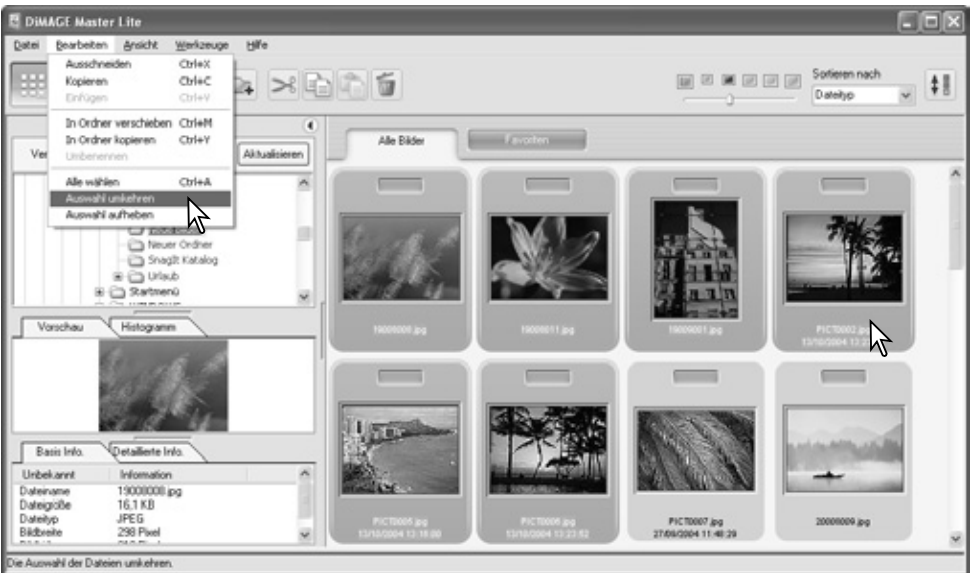 DiMAGE Master Lite
Datei Bearbeiten Ansicht Werkzeuge Hilfe
Ausschneiden Ctrl+X
Kopieren Ctrl+C
Einfügen Ctrl+V
In Ordner verschieben Ctrl+M
In Ordner kopieren Ctrl+Y
Umbenennen
Alle wählen Ctrl+A
Auswahl umkehren
Auswahl aufheben
Sortieren nach
Dateityp
Aktualisieren
Neuer Ordner
SnagIt Katalog
Urlaub
Startmenü
Alle Bilder Favoriten
19008008.jpg 19008011.jpg 19009001.jpg PICT0002.jpg
Vorschau Histogramm
Basis Info. Detaillierte Info.
Unbekannt Information
Dateiname 19008008.jpg
Dateigröße 16,1 KB
Dateityp JPEG
Bildbreite 298 Pixel
PICT0005.jpg PICT0006.jpg PICT0007.jpg 20008009.jpg
13/10/2004 13:18:00 13/10/2004 13:23:52 27/09/2004 11:48:29
Die Auswahl der Dateien umkehren.